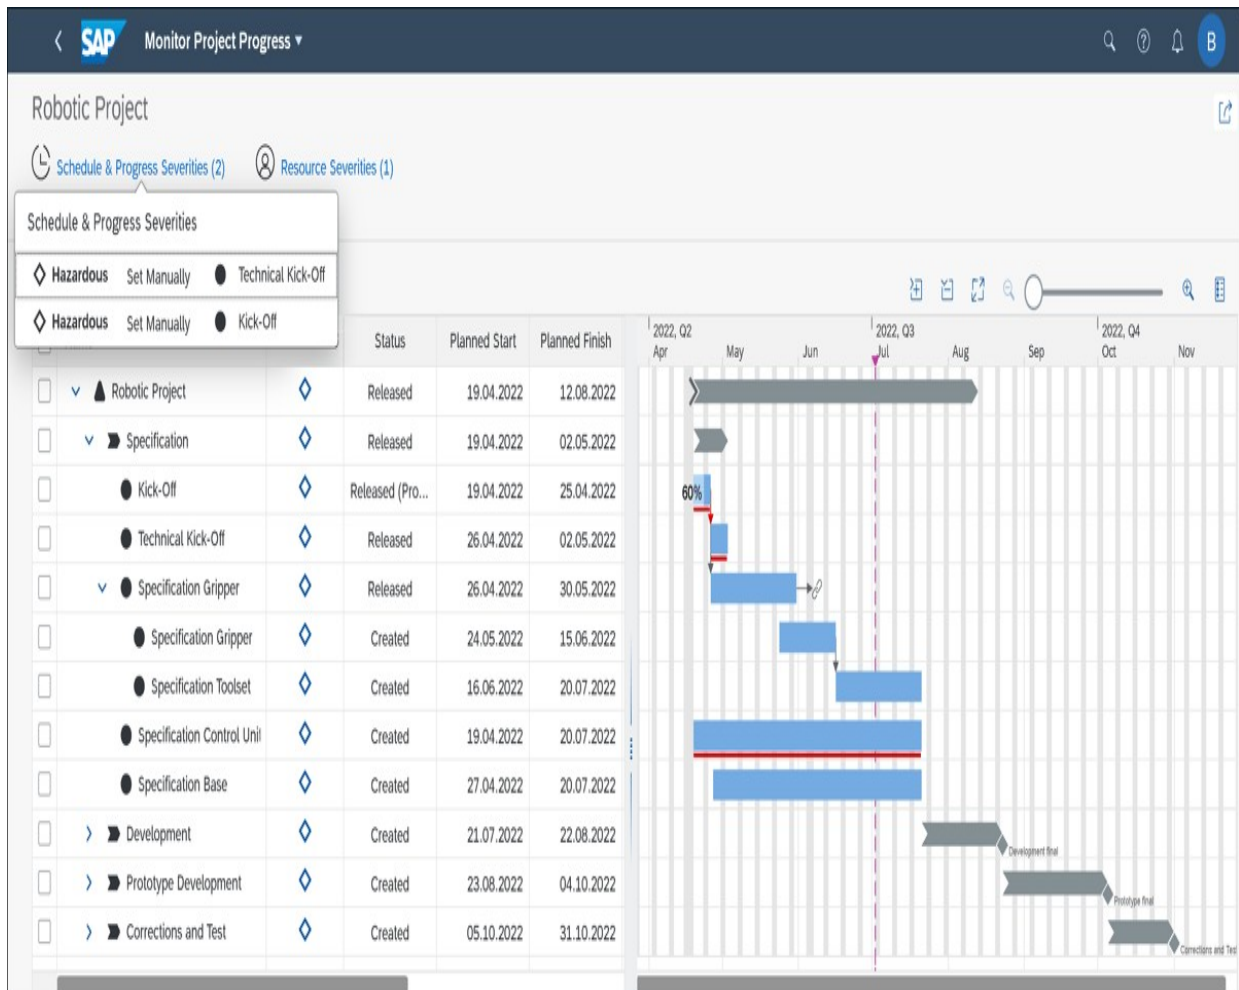 SAP Monitor Project Progress B
Robotic Project
Schedule & Progress Severities (2) Resource Severities (1)
Schedule & Progress Severities
Hazardous Set Manually Technical Kick-Off
Hazardous Set Manually Kick-Off
Status Planned Start Planned Finish
2022, Q2 2022, Q3 2022, Q4
Apr May Jun Jul Aug Sep Oct Nov
Robotic Project Released 19.04.2022 12.08.2022
Specification Released 19.04.2022 02.05.2022
Kick-Off Released (Pro... 19.04.2022 25.04.2022 60%
Technical Kick-Off Released 26.04.2022 02.05.2022
Specification Gripper Released 26.04.2022 30.05.2022
Specification Gripper Created 24.05.2022 15.06.2022
Specification Toolset Created 16.06.2022 20.07.2022
Specification Control Unit Created 19.04.2022 20.07.2022
Specification Base Created 27.04.2022 20.07.2022
Development Created 21.07.2022 22.08.2022
Development final
Prototype Development Created 23.08.2022 04.10.2022
Prototype final
Corrections and Test Created 05.10.2022 31.10.2022
Corrections and Test